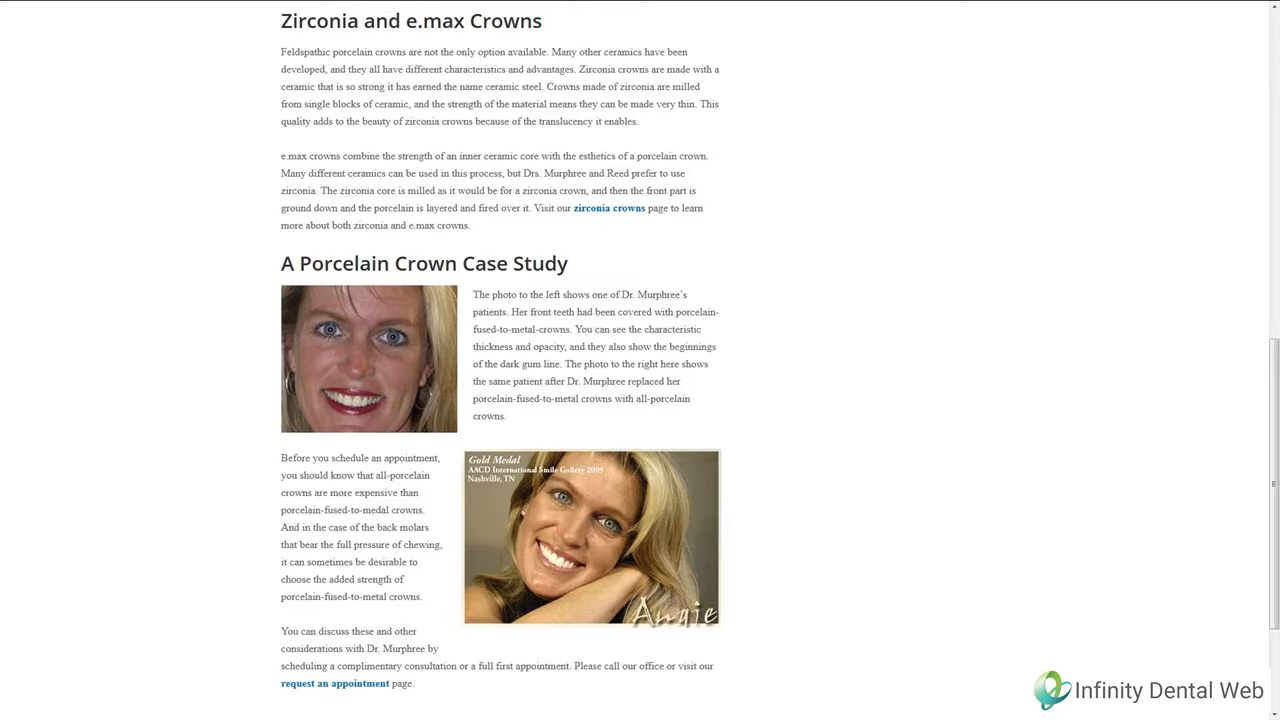 Zirconia and e.max Crowns
Feldspathic porcelain crowns are not the only option available. Many other ceramics have been
developed, and they all have different characteristics and advantages. Zirconia crowns are made with a
ceramic that is so strong it has earned the name ceramic steel. Crowns made of zirconia are milled
from single blocks of ceramic, and the strength of the material means they can be made very thin. This
quality adds to the beauty of zirconia crowns because of the translucency it enables.
e.max crowns combine the strength of an inner ceramic core with the esthetics of a porcelain crown.
Many different ceramics can be used in this process, but Drs. Murphree and Reed prefer to use
zirconia. The zirconia core is milled as it would be for a zirconia crown, and then the front part is
ground down and the porcelain is layered and fired over it. Visit our zirconia crowns page to learn
more about both zirconia and e.max crowns.
A Porcelain Crown Case Study
The photo to the left shows one of Dr. Murphree's
patients. Her front teeth had been covered with porcelain-
fused-to-metal-crowns. You can see the characteristic
thickness and opacity, and they also show the beginnings
of the dark gum line. The photo to the right here shows
the same patient after Dr. Murphree replaced her
porcelain-fused-to-metal crowns with all-porcelain
crowns.
Before you schedule an appointment,
you should know that all-porcelain
crowns are more expensive than
porcelain-fused-to-medal crowns.
And in the case of the back molars
that bear the full pressure of chewing,
it can sometimes be desirable to
choose the added strength of
porcelain-fused-to-metal crowns.
Gold Medal
AACD International Smile Gallery 2005
Nashville, TN
Angie
You can discuss these and other
considerations with Dr. Murphree by
scheduling a complimentary consultation or a full first appointment. Please call our office or visit our
request an appointment page.
Infinity Dental Web